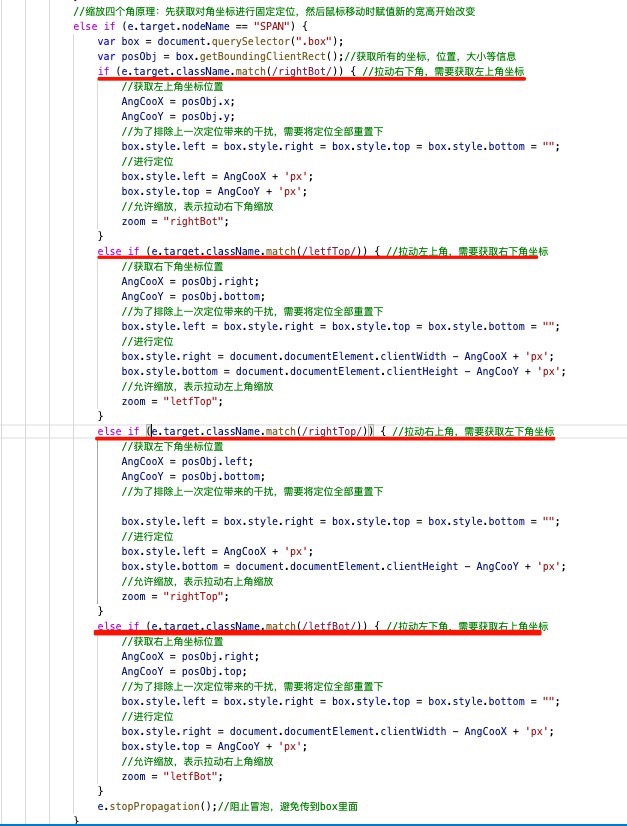 //缩放四个角原理：先获取对角坐标进行固定定位，然后鼠标移动时赋值新的宽高开始改变
else if (e.target.nodeName == "SPAN") {
var box = document.querySelector(".box");
var posObj = box.getBoundingClientRect();//获取所有的坐标，位置，大小等信息
if (e.target.className.match(/rightBot/)) { //拉动右下角，需要获取左上角坐标
//获取左上角坐标位置
AngCooX = posObj.x;
AngCooY = posObj.y;
//为了排除上一次定位带来的干扰，需要将定位全部重置下
box.style.left = box.style.right = box.style.top = box.style.bottom = "";
//进行定位
box.style.left = AngCooX + 'px';
box.style.top = AngCooY + 'px';
//允许缩放，表示拉动右下角缩放
zoom = "rightBot";
}
else if (e.target.className.match(/letfTop/)) { //拉动左上角，需要获取右下角坐标
//获取右下角坐标位置
AngCooX = posObj.right;
AngCooY = posObj.bottom;
//为了排除上一次定位带来的干扰，需要将定位全部重置下
box.style.left = box.style.right = box.style.top = box.style.bottom = "";
//进行定位
box.style.right = document.documentElement.clientWidth - AngCooX + 'px';
box.style.bottom = document.documentElement.clientHeight - AngCooY + 'px';
//允许缩放，表示拉动左上角缩放
zoom = "letfTop";
}
else if (e.target.className.match(/rightTop/)) { //拉动右上角，需要获取左下角坐标
//获取左下角坐标位置
AngCooX = posObj.left;
AngCooY = posObj.bottom;
//为了排除上一次定位带来的干扰，需要将定位全部重置下
box.style.left = box.style.right = box.style.top = box.style.bottom = "";
//进行定位
box.style.left = AngCooX + 'px';
box.style.bottom = document.documentElement.clientHeight - AngCooY + 'px';
//允许缩放，表示拉动右上角缩放
zoom = "rightTop";
}
else if (e.target.className.match(/letfBot/)) { //拉动左下角，需要获取右上角坐标
//获取右上角坐标位置
AngCooX = posObj.right;
AngCooY = posObj.top;
//为了排除上一次定位带来的干扰，需要将定位全部重置下
box.style.left = box.style.right = box.style.top = box.style.bottom = "";
//进行定位
box.style.right = document.documentElement.clientWidth - AngCooX + 'px';
box.style.top = AngCooY + 'px';
//允许缩放，表示拉动右上角缩放
zoom = "letfBot";
}
e.stopPropagation();//阻止冒泡，避免传到box里面
}